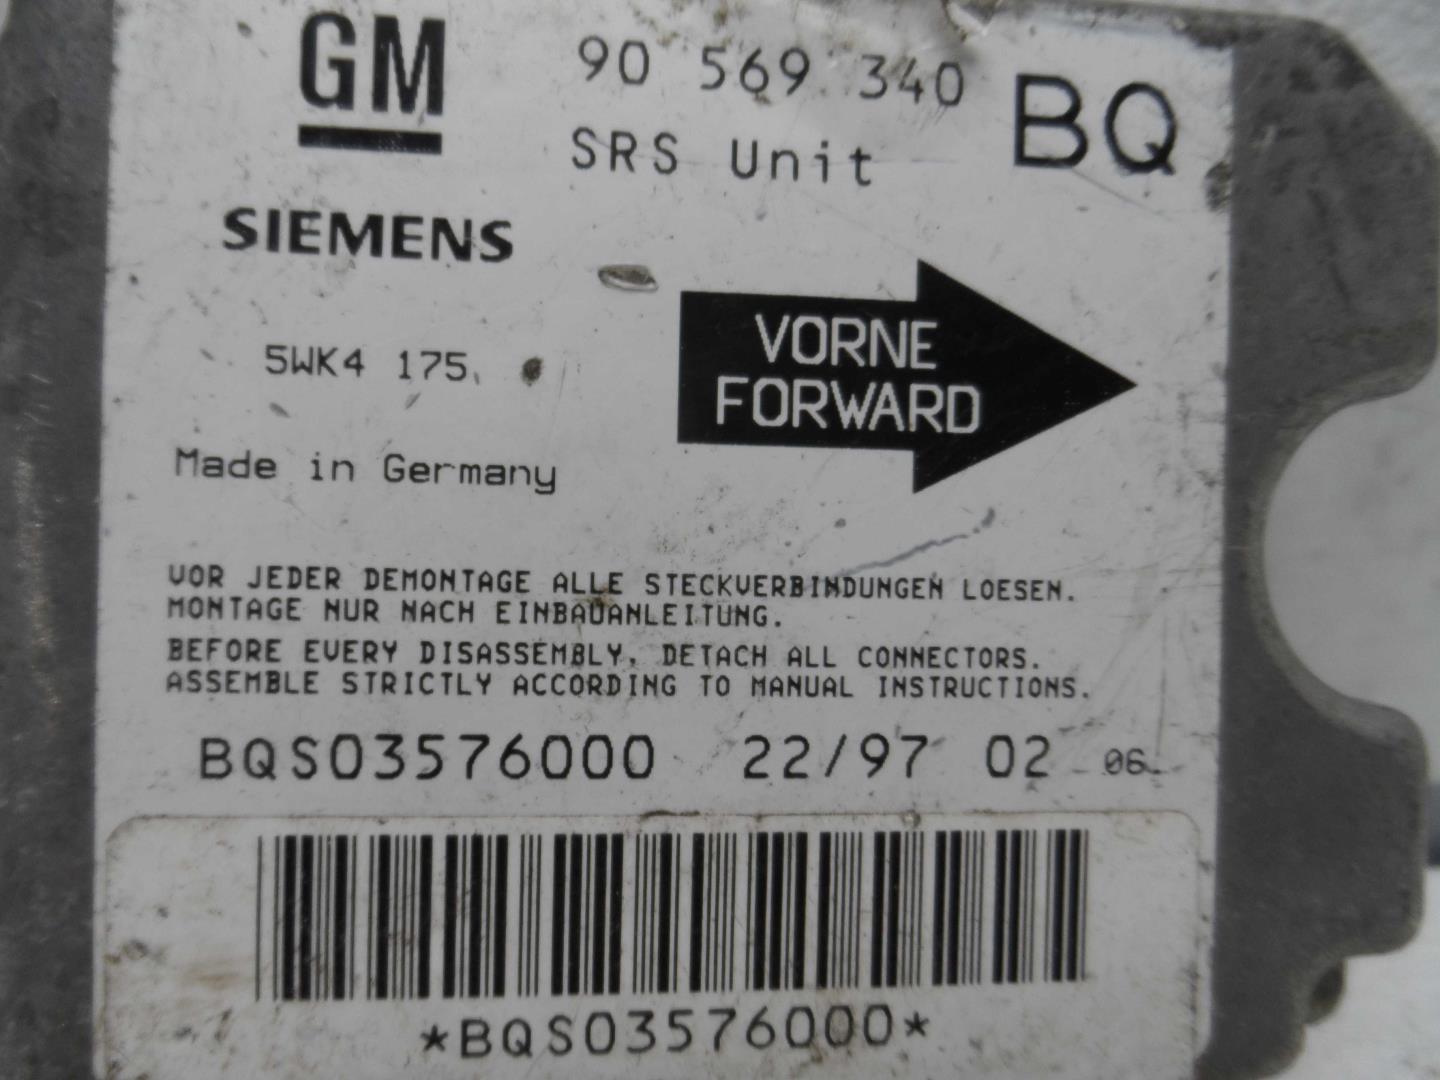 GM 90 569 340 BQ
SRS Unit
SIEMENS
VORNE
FORWARD
5WK4 175
Made in Germany
VOR JEDER DEMONTAGE ALLE STECKVERBINDUNGEN LOESEN.
MONTAGE NUR NACH EINBAUANLEITUNG.
BEFORE EVERY DISASSEMBLY, DETACH ALL CONNECTORS.
ASSEMBLE STRICTLY ACCORDING TO MANUAL INSTRUCTIONS.
BQS03576000 22/97 02 06
*BQS03576000*